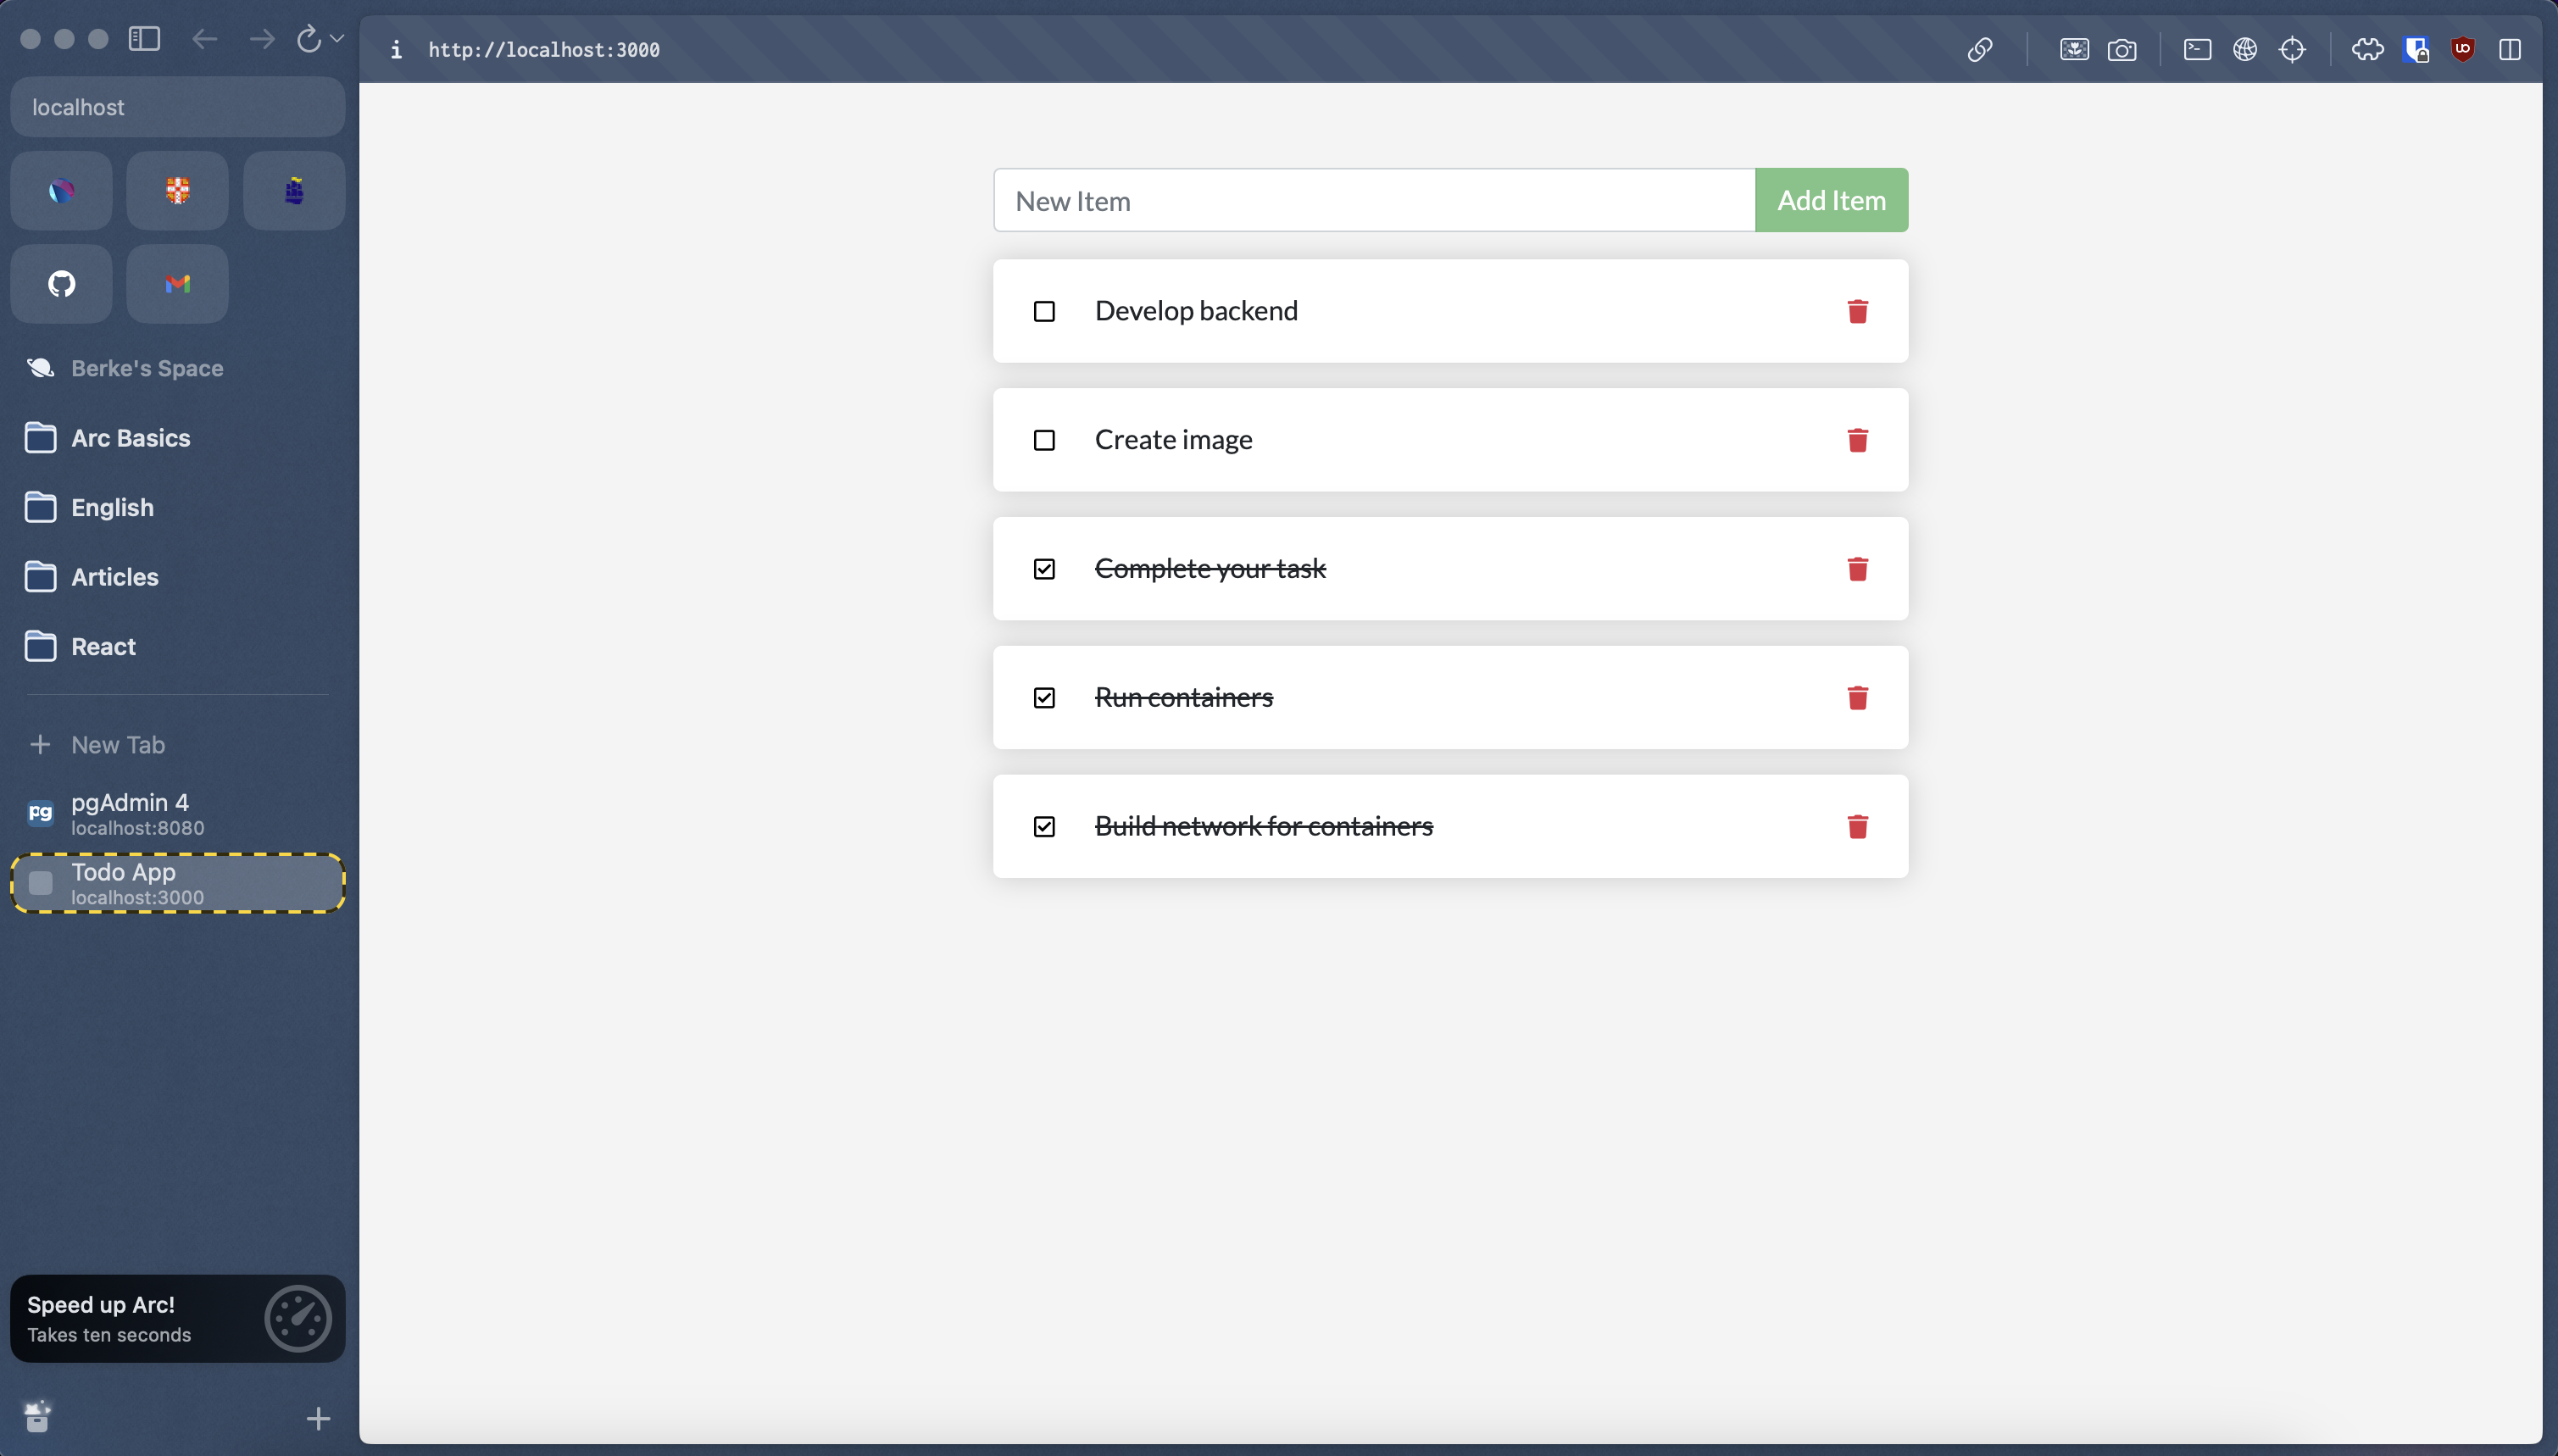 http://localhost:3000
localhost
Berke's Space
Arc Basics
English
Articles
React
New Tab
pg
pgAdmin 4
localhost:8080
Todo App
localhost:3000
Speed up Arc!
Takes ten seconds
New Item
Add Item
Develop backend
Create image
Complete your task
Run containers
Build network for containers